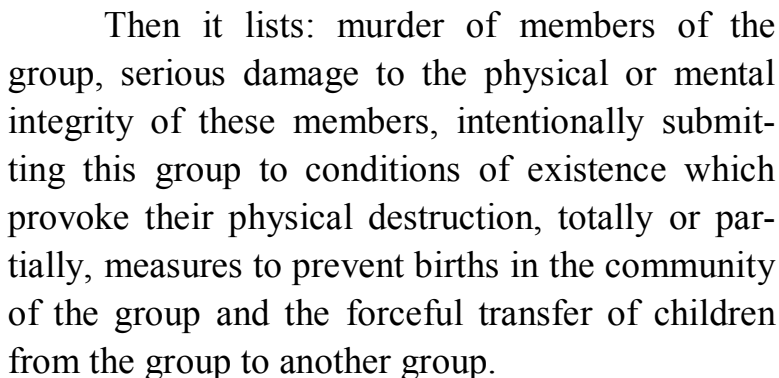 Then it lists: murder of members of the
group, serious damage to the physical or mental
integrity of these members, intentionally submit-
ting this group to conditions of existence which
provoke their physical destruction, totally or par-
tially, measures to prevent births in the community
of the group and the forceful transfer of children
from the group to another group.